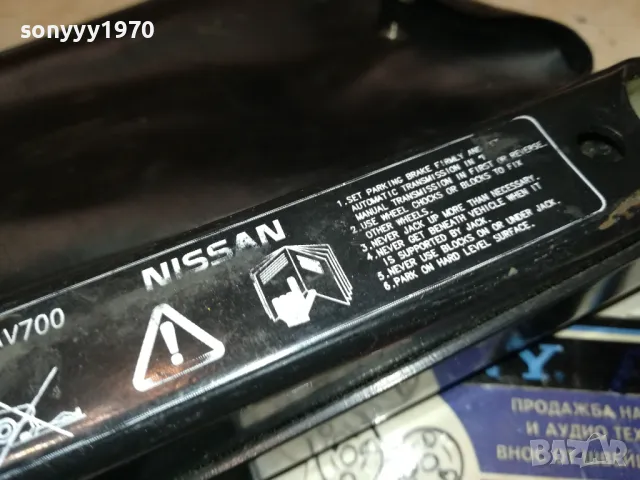 sonyyy1970
1.SET PARKING BRAKE FIRMLY AND
AUTOMATIC TRANSMISSION IN
MANUAL TRANSMISSION IN FIRST OR REVERSE.
2.USE WHEEL CHOCKS OR BLOCKS TO FIX
OTHER WHEELS.
3.NEVER JACK UP MORE THAN NECESSARY.
4.NEVER GET BENEATH VEHICLE WHEN IT
IS SUPPORTED BY JACK.
5.NEVER USE BLOCKS ON OR UNDER JACK.
6.PARK ON HARD LEVEL SURFACE.
NISSAN
V700
ПРОДАЖБА НА
И АУДИО ТЕХ
BAZAR